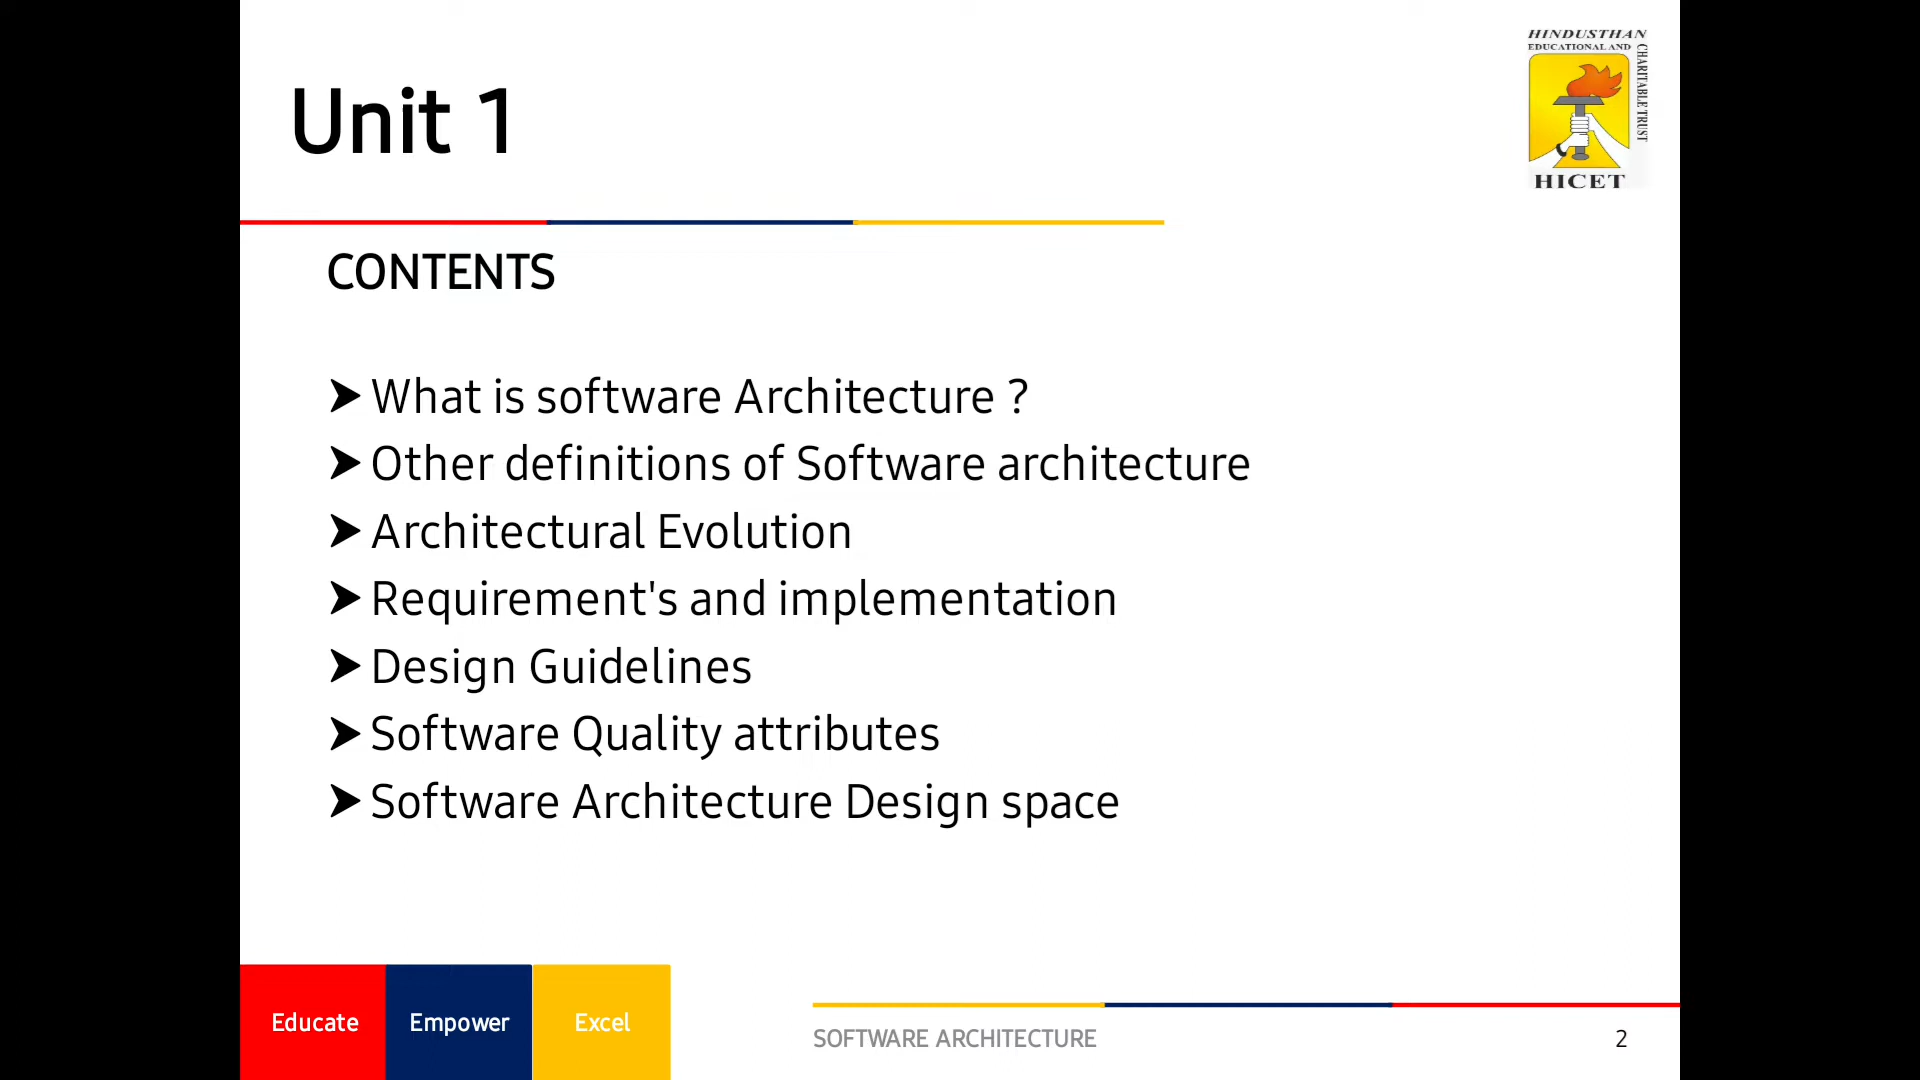 HINDUSTHAN
EDUCATIONAL AND
CHARITABLE TRUST
HICET
Unit 1
CONTENTS
➤ What is software Architecture ?
➤ Other definitions of Software architecture
➤ Architectural Evolution
➤ Requirement's and implementation
➤ Design Guidelines
➤ Software Quality attributes
➤ Software Architecture Design space
Educate Empower Excel
SOFTWARE ARCHITECTURE 2